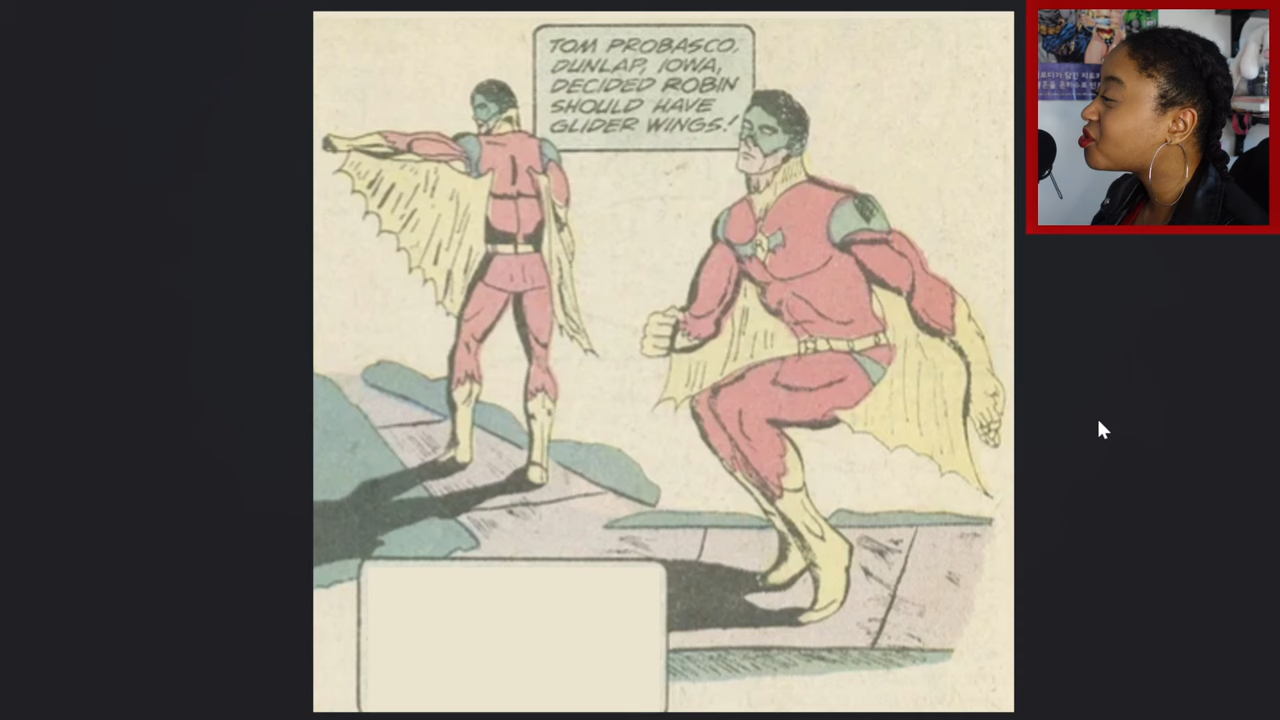 TOM PROBASCO,
DUNLAP, IOWA,
DECIDED ROBIN
SHOULD HAVE
GLIDER WINGS!